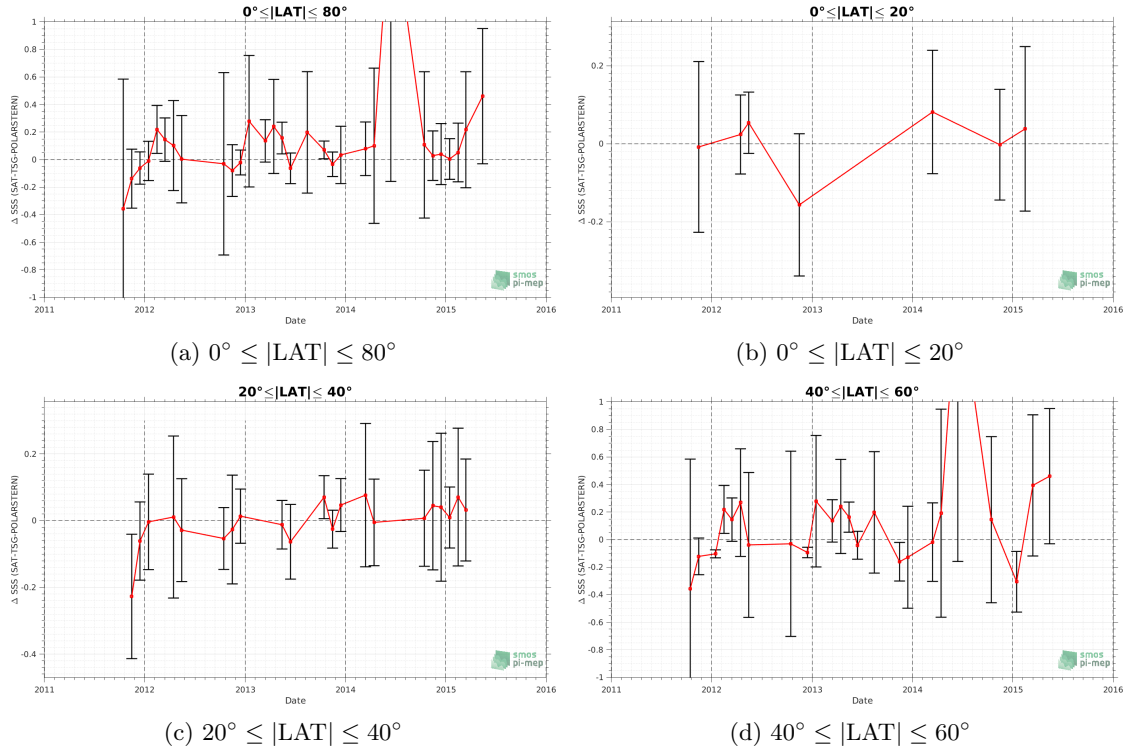 0°≤|LAT|≤ 80°
1
0.8
0.6
0.4
0.2
0
-0.2
-0.4
-0.6
-0.8
-1
Δ SSS (SAT-TSG-POLARSTERN)
2011 2012 2013 2014 2015 2016
Date
smos
pi-mep
(a) 0° ≤ |LAT| ≤ 80°
0°≤|LAT|≤ 20°
0.2
0
-0.2
Δ SSS (SAT-TSG-POLARSTERN)
2011 2012 2013 2014 2015 2016
Date
smos
pi-mep
(b) 0° ≤ |LAT| ≤ 20°
20°≤|LAT|≤ 40°
0.2
0
-0.2
-0.4
Δ SSS (SAT-TSG-POLARSTERN)
2011 2012 2013 2014 2015 2016
Date
smos
pi-mep
(c) 20° ≤ |LAT| ≤ 40°
40°≤|LAT|≤ 60°
1
0.8
0.6
0.4
0.2
0
-0.2
-0.4
-0.6
-0.8
-1
Δ SSS (SAT-TSG-POLARSTERN)
2011 2012 2013 2014 2015 2016
Date
smos
pi-mep
(d) 40° ≤ |LAT| ≤ 60°